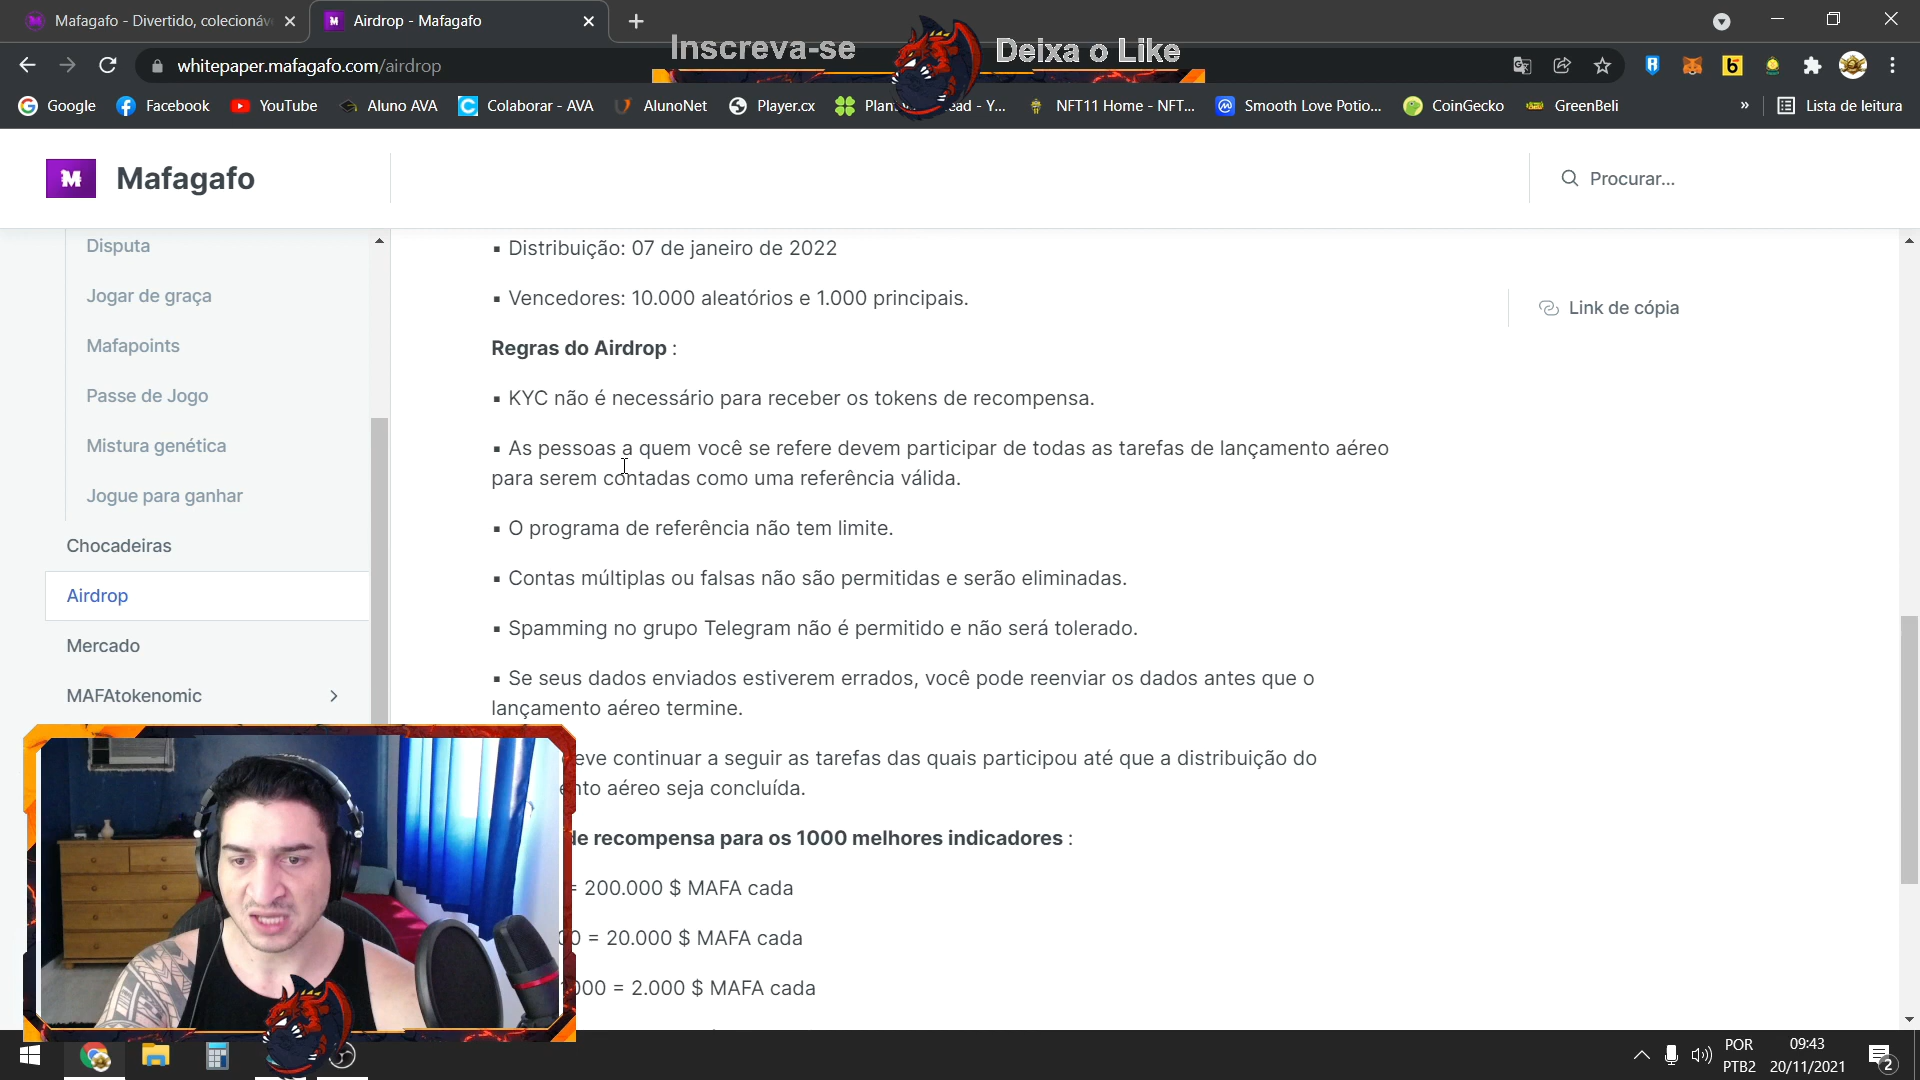 Mafagafo - Divertido, colecionáv
Airdrop - Mafagafo
Inscreva-se
Deixa o Like
whitepaper.mafagafo.com/airdrop
Google
Facebook
YouTube
Aluno AVA
Colaborar - AVA
AlunoNet
Player.cx
NFT11 Home - NFT...
Smooth Love Potio...
CoinGecko
GreenBeli
»
Lista de leitura
Mafagafo
Procurar...
Disputa
Jogar de graça
Mafapoints
Passe de Jogo
Mistura genética
Jogue para ganhar
Chocadeiras
Airdrop
Mercado
MAFAtokenomic
▪ Distribuição: 07 de janeiro de 2022
▪ Vencedores: 10.000 aleatórios e 1.000 principais.
Regras do Airdrop :
▪ KYC não é necessário para receber os tokens de recompensa.
▪ As pessoas a quem você se refere devem participar de todas as tarefas de lançamento aéreo
para serem contadas como uma referência válida.
▪ O programa de referência não tem limite.
▪ Contas múltiplas ou falsas não são permitidas e serão eliminadas.
▪ Spamming no grupo Telegram não é permitido e não será tolerado.
▪ Se seus dados enviados estiverem errados, você pode reenviar os dados antes que o
lançamento aéreo termine.
eve continuar a seguir as tarefas das quais participou até que a distribuição do
nto aéreo seja concluída.
de recompensa para os 1000 melhores indicadores :
= 200.000 $ MAFA cada
0 = 20.000 $ MAFA cada
000 = 2.000 $ MAFA cada
Link de cópia
POR
PTB2
09:43
20/11/2021
2